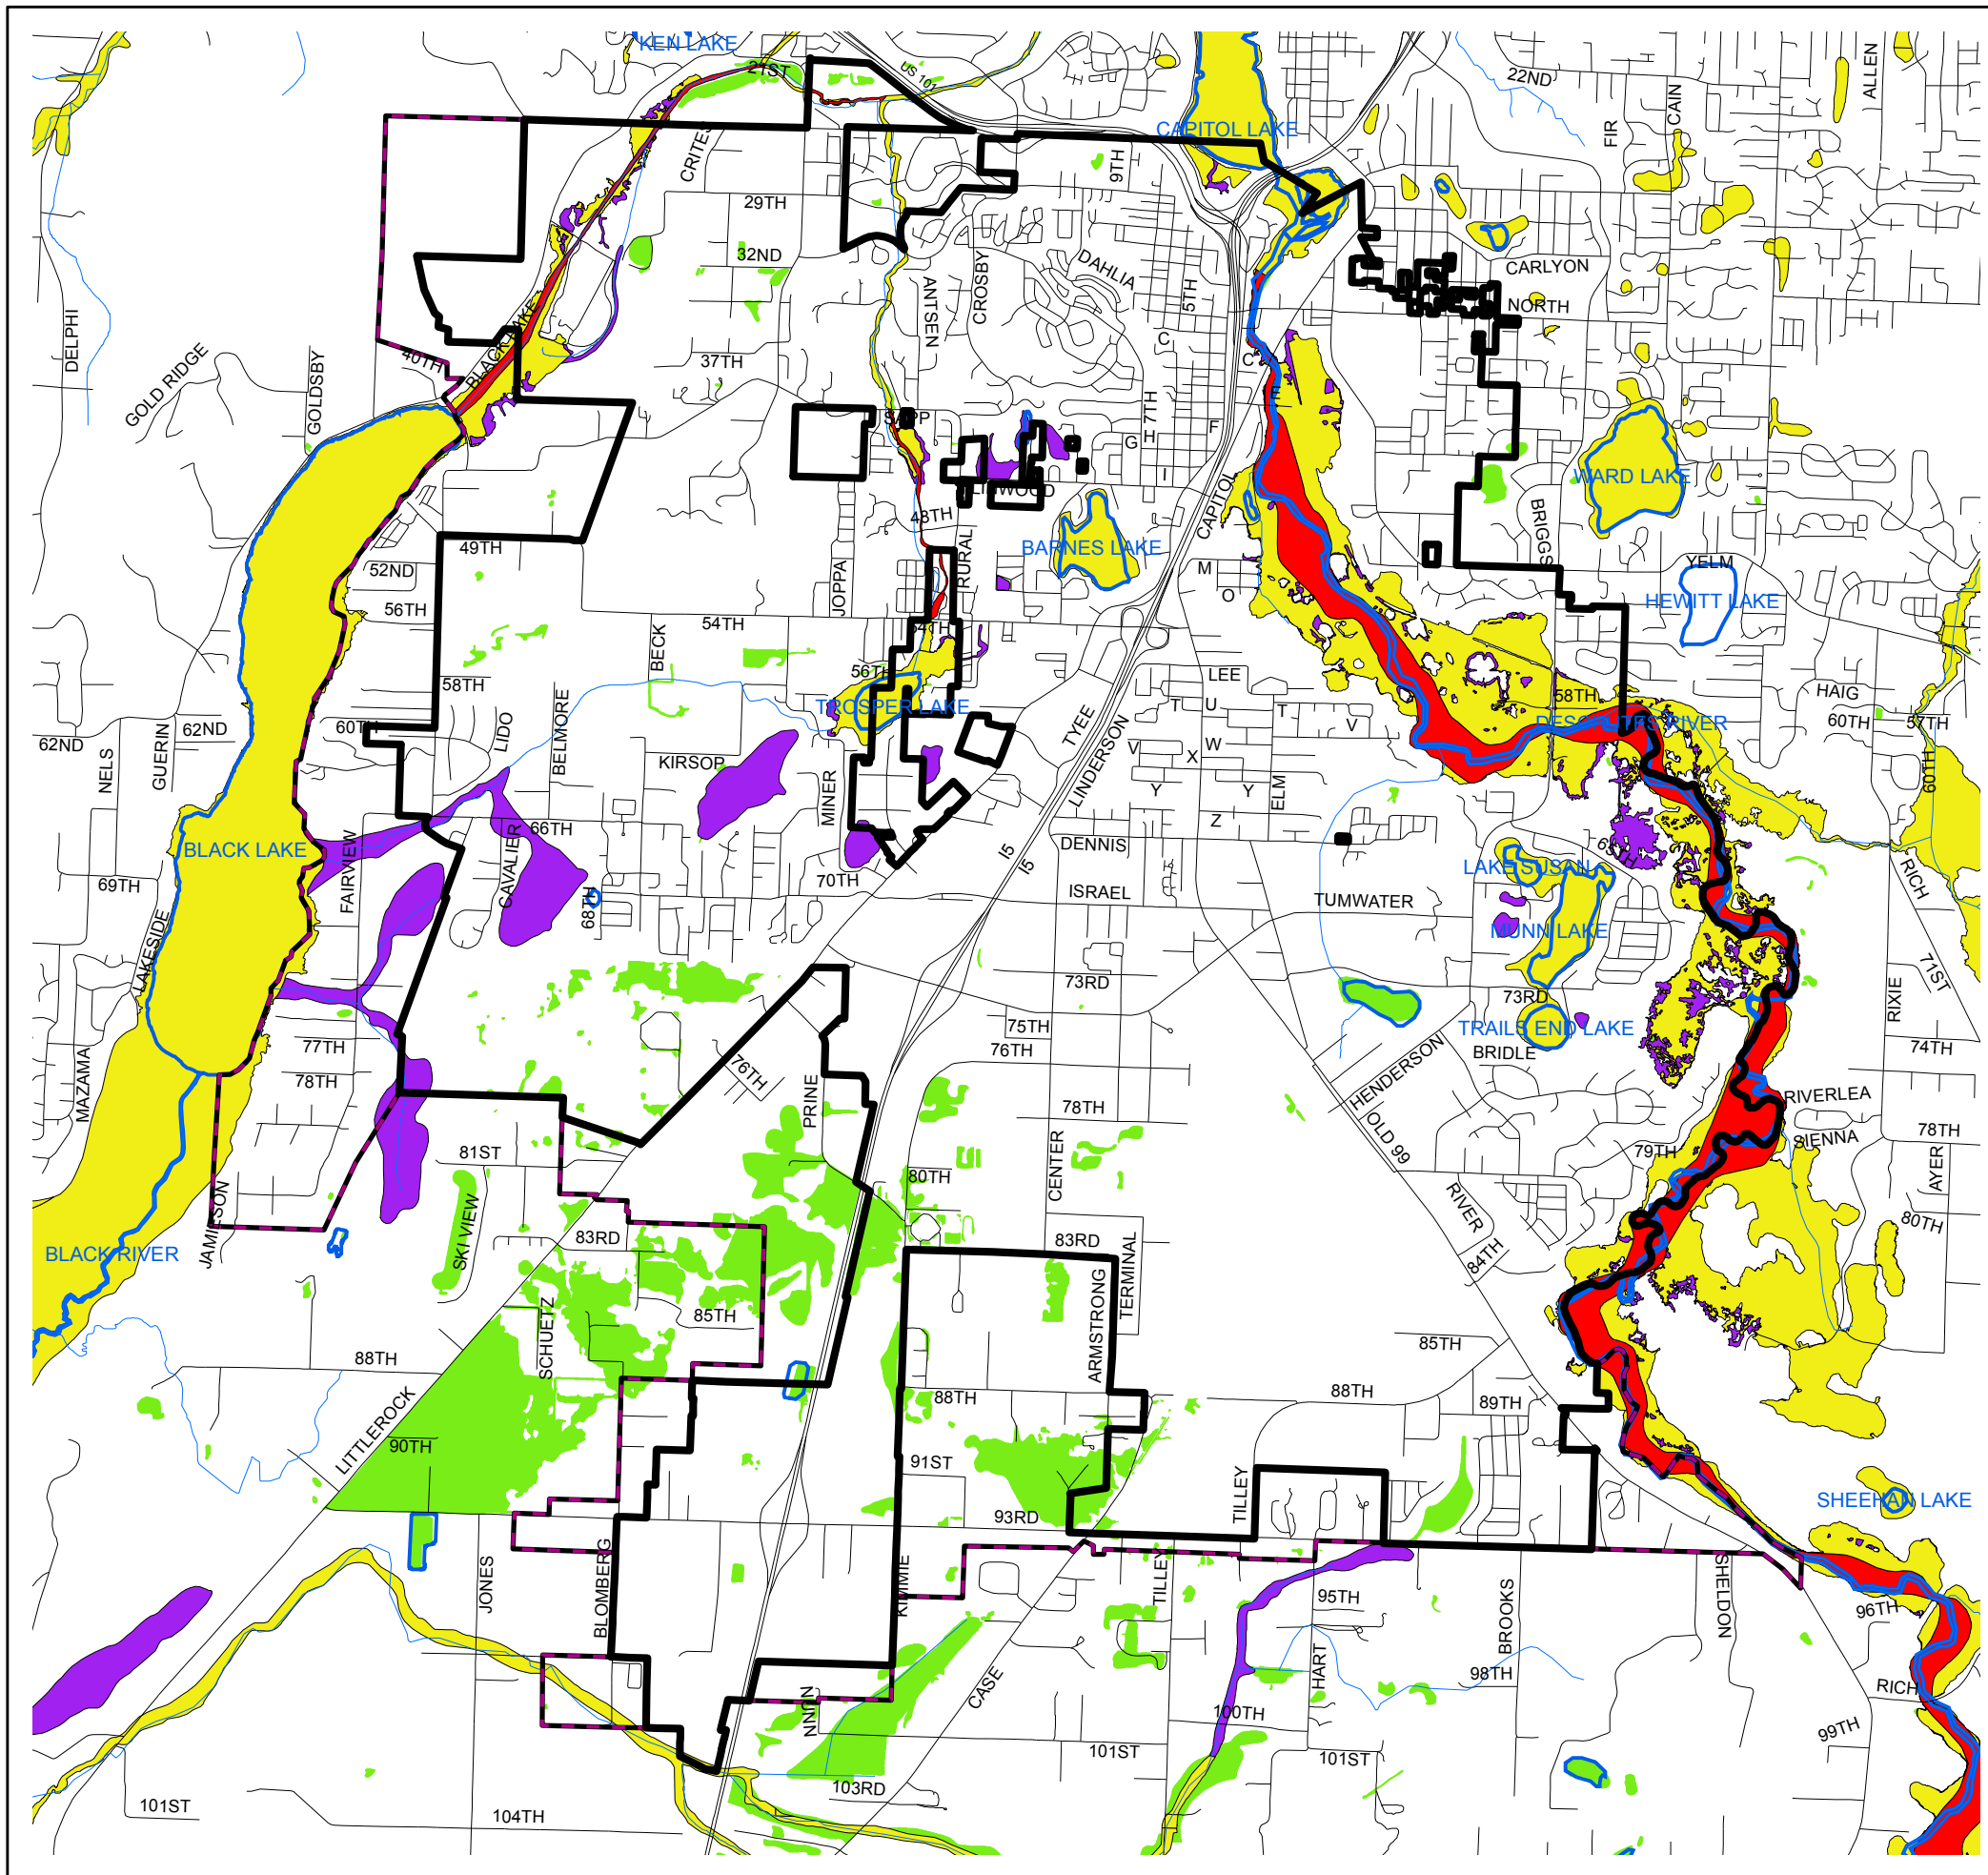 KEN LAKE
21ST
US 101
22ND
ALLEN
CAIN
FIR
CAPITOL LAKE
CRITES
9TH
29TH
32ND
CROSBY
DAHLIA
CARLYON
ANTSEN
5TH
NORTH
DELPHI
BLACK LAKE
40TH
GOLD RIDGE
GOLDSBY
37TH
C
C
E
7TH
SAPP
F
G
H
I
WARD LAKE
LINWOOD
CAPITOL
48TH
BRIGGS
49TH
BARNES LAKE
52ND
RURAL
YELM
M
JOPPA
O
HEWITT LAKE
56TH
54TH
54TH
BECK
56TH
LEE
58TH
58TH
HAIG
BELMORE
TROSPER LAKE
T
U
T
V
DESCHUTES RIVER
60TH
57TH
62ND
62ND
60TH
LIDO
TYEE
LINDERSON
V
W
X
NELS
GUERIN
KIRSOP
60TH
MINER
Y
Y
ELM
Z
66TH
BLACK LAKE
I5
I5
DENNIS
65TH
LAKE SUSAN
69TH
FAIRVIEW
CAVALIER
70TH
RICH
68TH
ISRAEL
TUMWATER
LAKESIDE
MUNN LAKE
71ST
73RD
73RD
RIXIE
75TH
TRAILS END LAKE
77TH
76TH
76TH
BRIDLE
74TH
MAZAMA
78TH
PRINE
HENDERSON
RIVERLEA
78TH
OLD 99
SIENNA
78TH
81ST
79TH
CENTER
80TH
AYER
RIVER
SKI VIEW
JAMIESON
80TH
83RD
83RD
BLACK RIVER
TERMINAL
84TH
ARMSTRONG
SCHUETZ
85TH
85TH
88TH
88TH
88TH
89TH
LITTLEROCK
90TH
91ST
TILLEY
SHEEHAN LAKE
93RD
BLOMBERG
JONES
KIMMIE
TILLEY
SHELDON
95TH
BROOKS
96TH
HART
98TH
CASE
RICH
NUNN
100TH
99TH
101ST
101ST
103RD
101ST
104TH